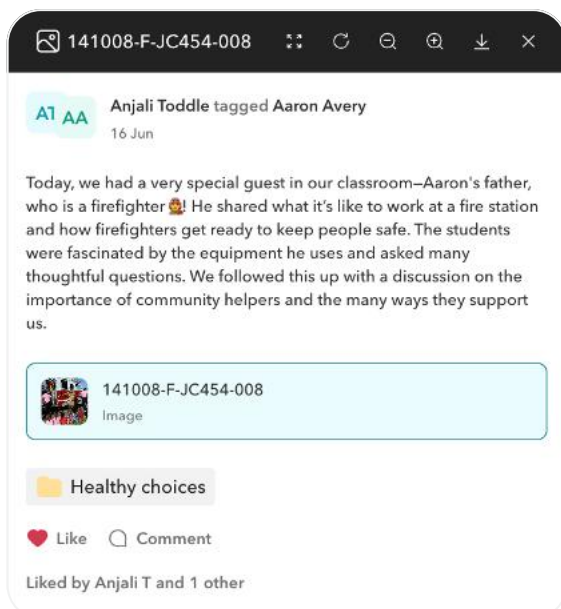 141008-F-JC454-008
AT AA
Anjali Toddle tagged Aaron Avery
16 Jun
Today, we had a very special guest in our classroom—Aaron's father,
who is a firefighter 👩‍🚒! He shared what it's like to work at a fire station
and how firefighters get ready to keep people safe. The students
were fascinated by the equipment he uses and asked many
thoughtful questions. We followed this up with a discussion on the
importance of community helpers and the many ways they support
us.
141008-F-JC454-008
Image
Healthy choices
Like Comment
Liked by Anjali T and 1 other